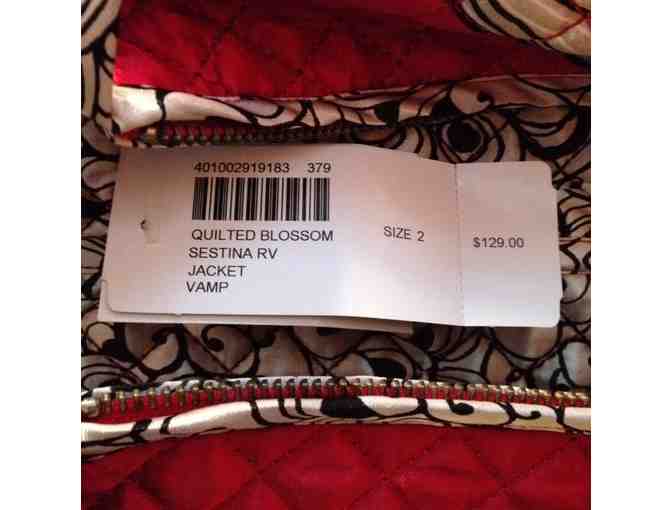 401002919183 379
QUILTED BLOSSOM
SESTINA RV
JACKET
VAMP
SIZE 2
$129.00